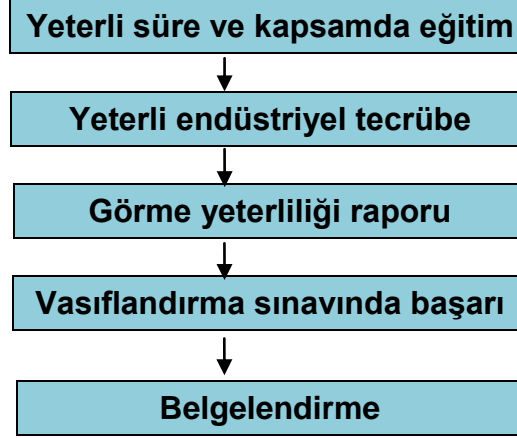 Yeterli süre ve kapsamda eğitim
Yeterli endüstriyel tecrübe
Görme yeterliliği raporu
Vasıflandırma sınavında başarı
Belgelendirme